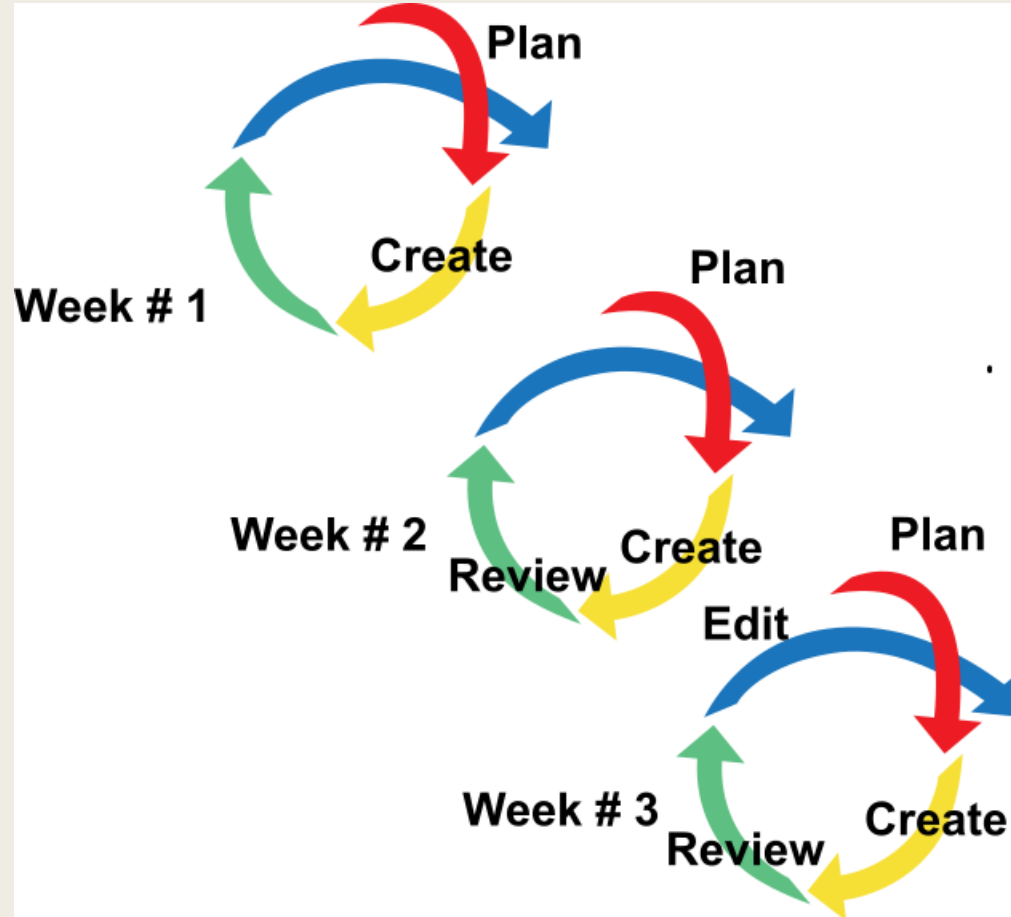 Plan
Create
Week # 1
Plan
Week # 2
Create
Review
Plan
Edit
Week # 3
Create
Review